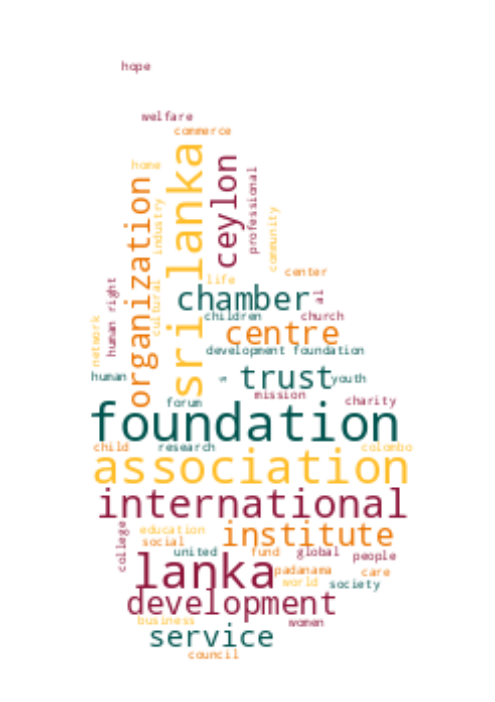 hope
welfare
commerce
home
sri lanka
ceylon
professional
organization
industry
community
center
life
cultural
human right
chamber
al
children
church
network
centre
development foundation
human
trust
youth
mission
forum
charity
foundation
child
research
colombo
association
international
college
education
institute
social
united
fund
global
people
lanka
padanama
care
world
society
development
business
women
service
council